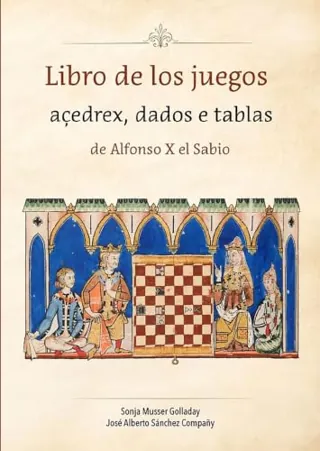 Libro de los juegos
açedrex, dados e tablas
de Alfonso X el Sabio
Sonja Musser Golladay
José Alberto Sánchez Compañy